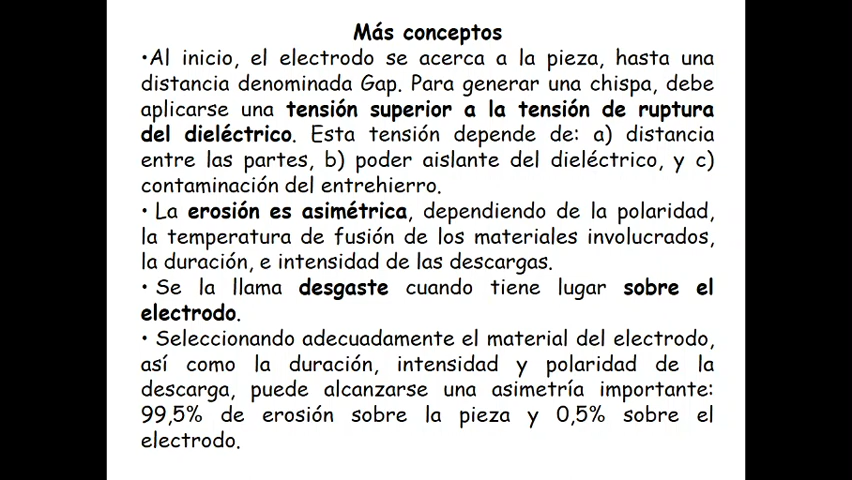 Más conceptos
•Al inicio, el electrodo se acerca a la pieza, hasta una
distancia denominada Gap. Para generar una chispa, debe
aplicarse una tensión superior a la tensión de ruptura
del dieléctrico. Esta tensión depende de: a) distancia
entre las partes, b) poder aislante del dieléctrico, y c)
contaminación del entrehierro.
• La erosión es asimétrica, dependiendo de la polaridad,
la temperatura de fusión de los materiales involucrados,
la duración, e intensidad de las descargas.
• Se la llama desgaste cuando tiene lugar sobre el
electrodo.
• Seleccionando adecuadamente el material del electrodo,
así como la duración, intensidad y polaridad de la
descarga, puede alcanzarse una asimetría importante:
99,5% de erosión sobre la pieza y 0,5% sobre el
electrodo.